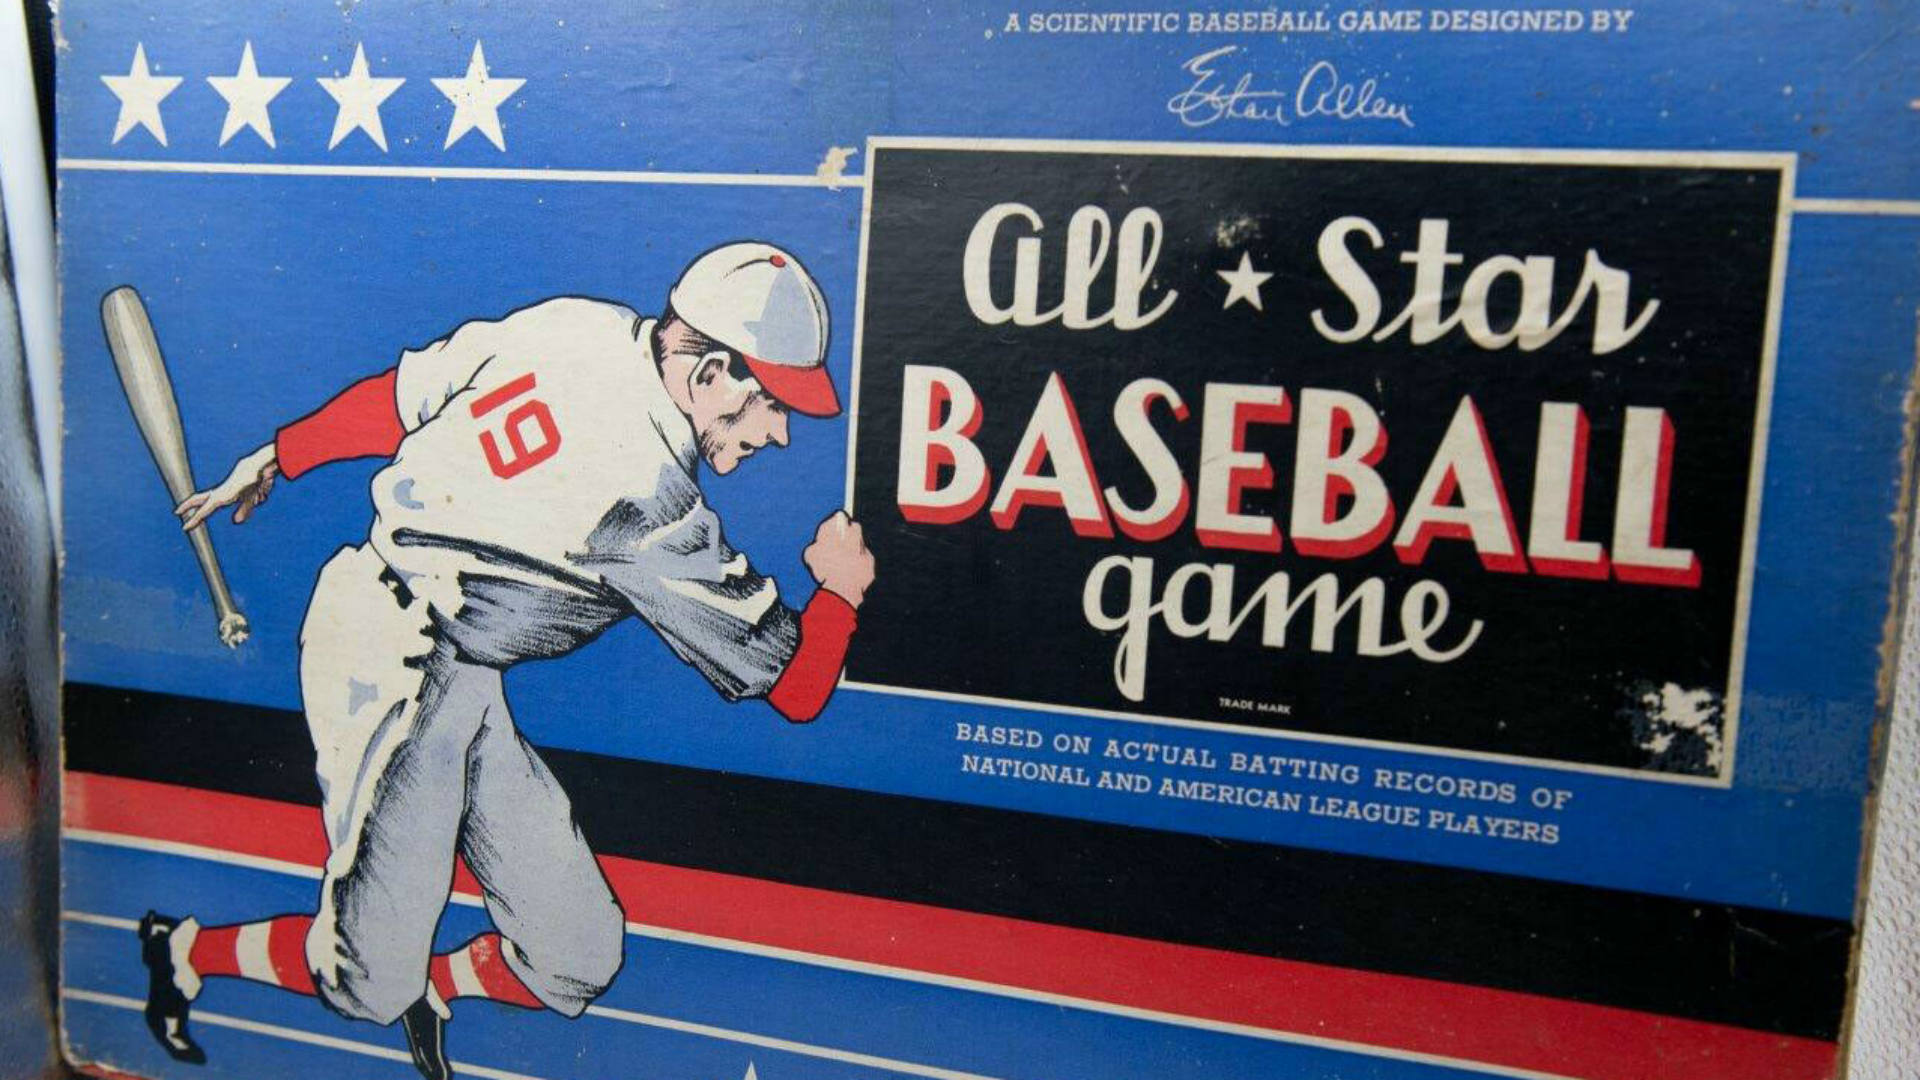 A SCIENTIFIC BASEBALL GAME DESIGNED BY
Ethan Allen
All ★ Star
BASEBALL
game
TRADE MARK
BASED ON ACTUAL BATTING RECORDS OF
NATIONAL AND AMERICAN LEAGUE PLAYERS
19